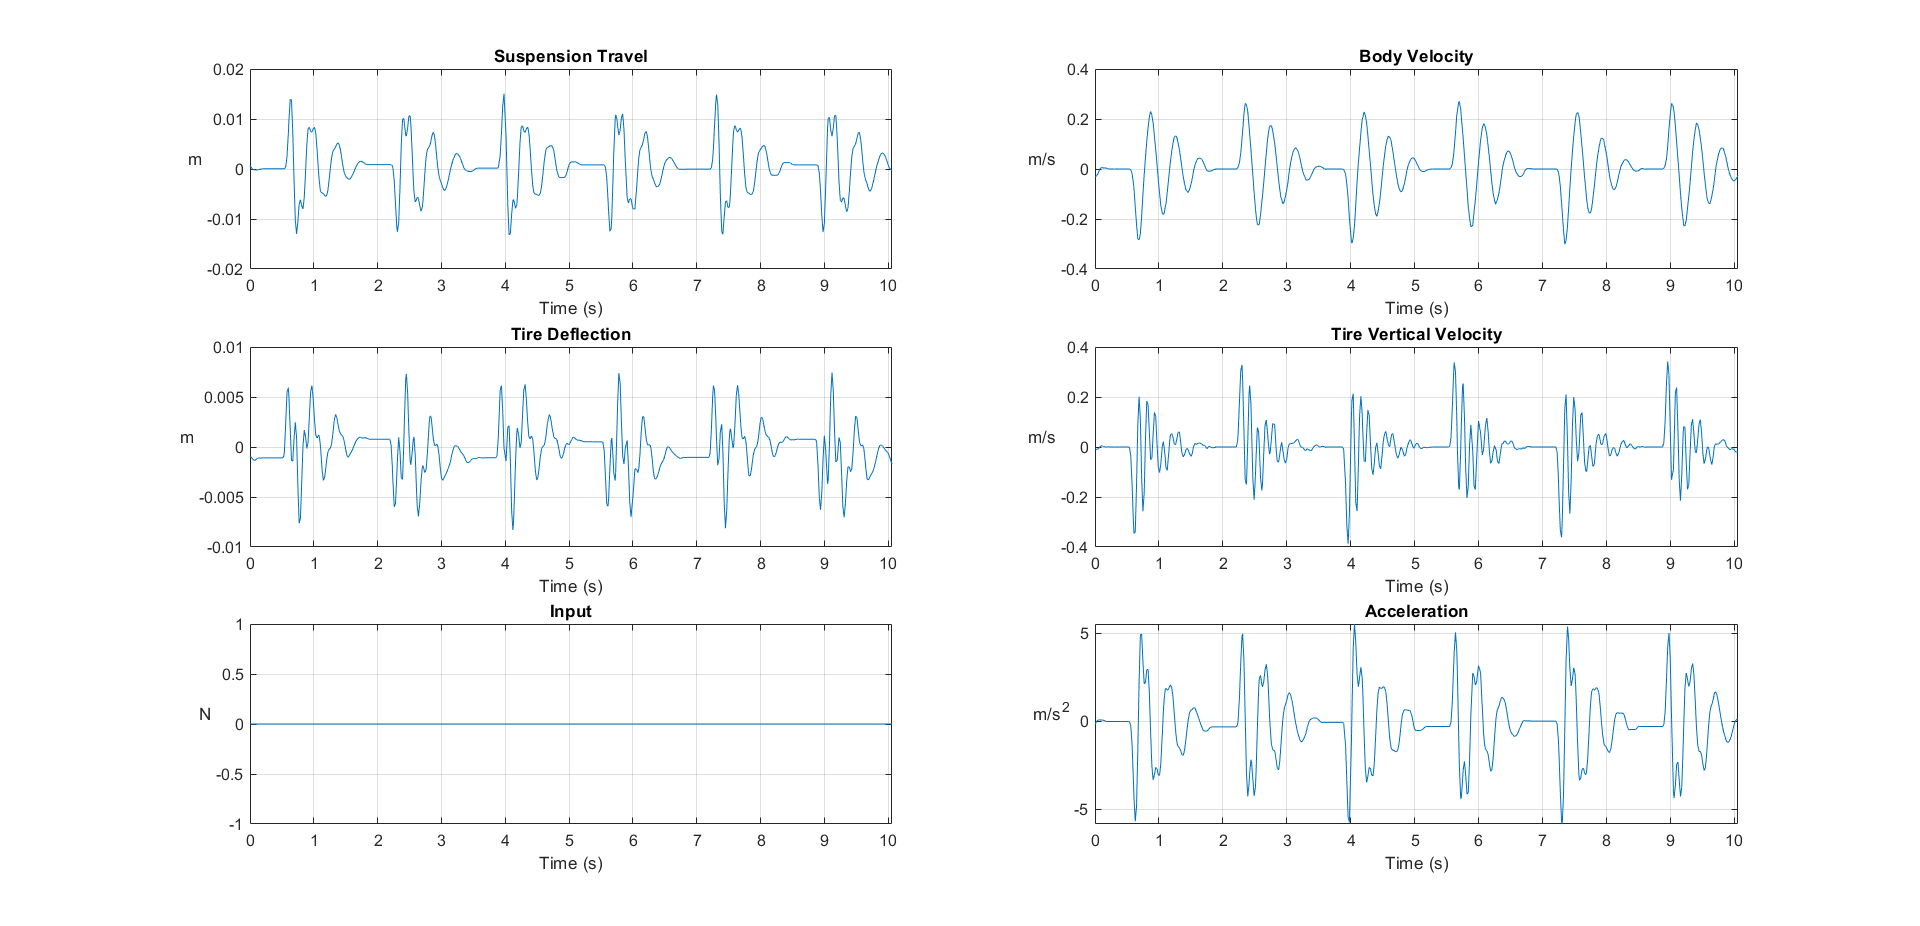 Suspension Travel
0.02
0.01
0
-0.01
-0.02
m
0 1 2 3 4 5 6 7 8 9 10
Time (s)
Body Velocity
0.4
0.2
0
-0.2
-0.4
m/s
0 1 2 3 4 5 6 7 8 9 10
Time (s)
Tire Deflection
0.01
0.005
0
-0.005
-0.01
m
0 1 2 3 4 5 6 7 8 9 10
Time (s)
Tire Vertical Velocity
0.4
0.2
0
-0.2
-0.4
m/s
0 1 2 3 4 5 6 7 8 9 10
Time (s)
Input
1
0.5
0
-0.5
-1
N
0 1 2 3 4 5 6 7 8 9 10
Time (s)
Acceleration
5
0
-5
m/s²
0 1 2 3 4 5 6 7 8 9 10
Time (s)